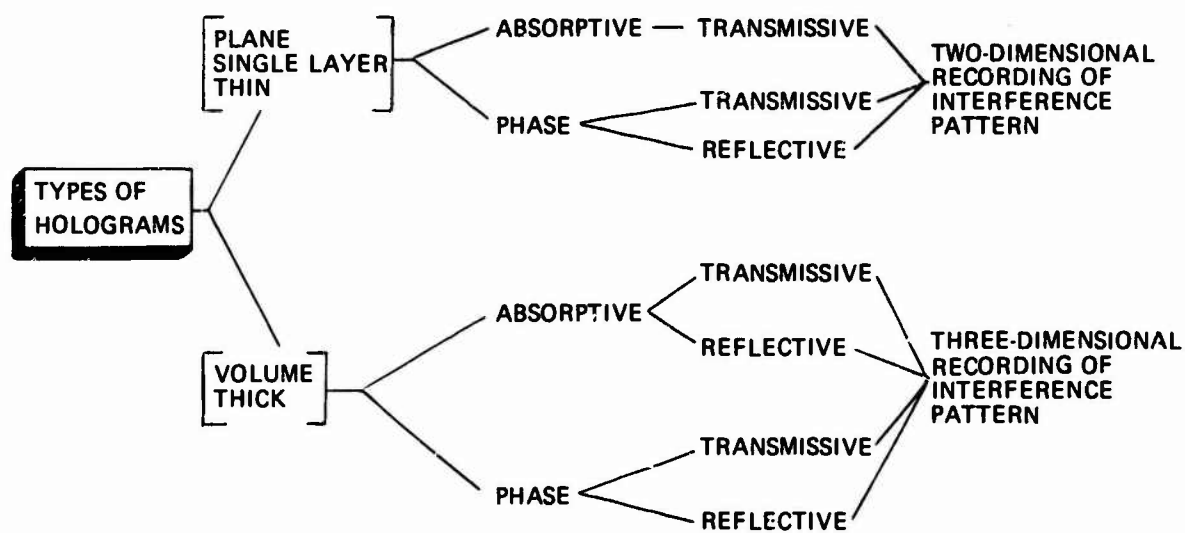 PLANE
SINGLE LAYER
THIN
ABSORPTIVE — TRANSMISSIVE
PHASE
TRANSMISSIVE
REFLECTIVE
TWO-DIMENSIONAL
RECORDING OF
INTERFERENCE
PATTERN
TYPES OF
HOLOGRAMS
VOLUME
THICK
ABSORPTIVE
TRANSMISSIVE
REFLECTIVE
PHASE
TRANSMISSIVE
REFLECTIVE
THREE-DIMENSIONAL
RECORDING OF
INTERFERENCE
PATTERN